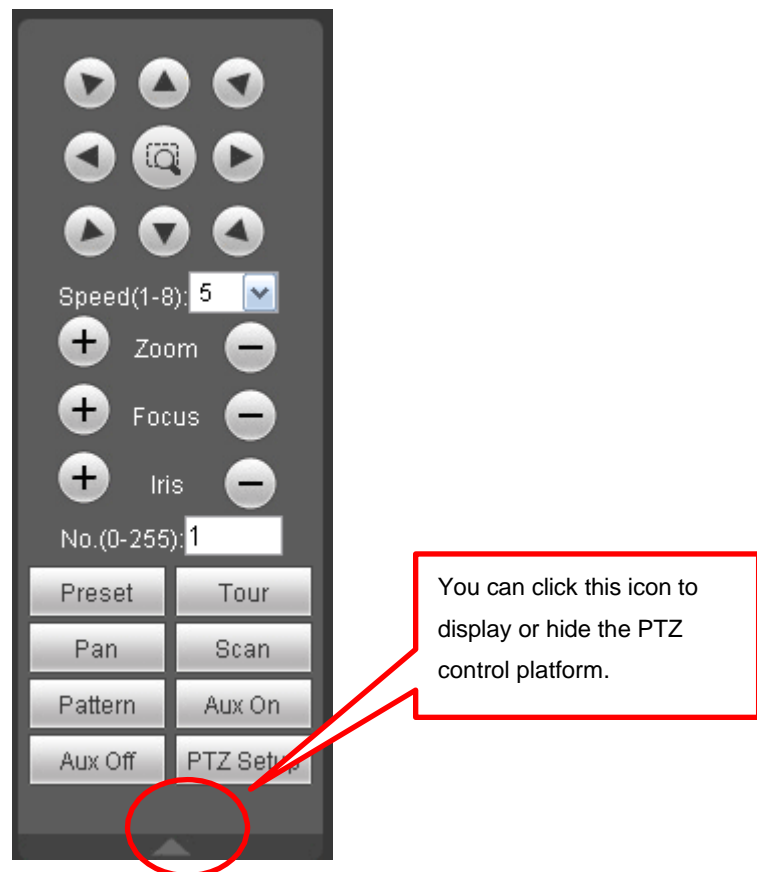 Speed(1-8): 5
Zoom
Focus
Iris
No.(0-255): 1
Preset Tour
Pan Scan
Pattern Aux On
Aux Off PTZ Setup
You can click this icon to
display or hide the PTZ
control platform.